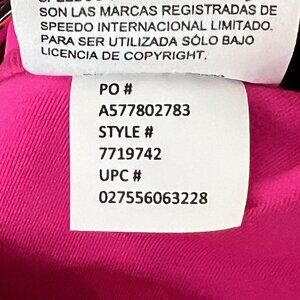 SON LAS MARCAS REGISTRADAS DE
SPEEDO INTERNACIONAL LIMITADO.
PARA SER UTILIZADA SÓLO BAJO
LICENCIA DE COPYRIGHT.
PO #
A577802783
STYLE #
7719742
UPC #
027556063228